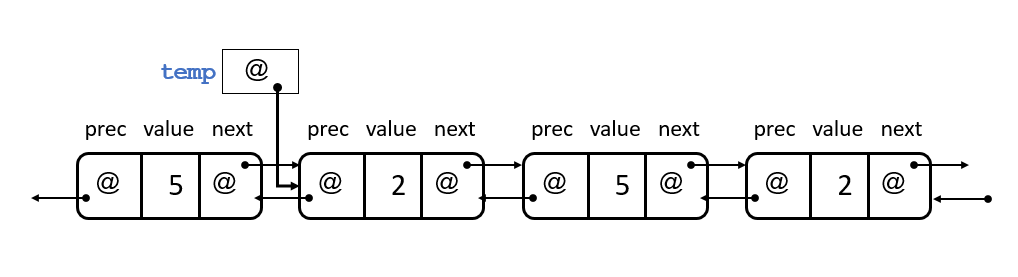 temp @
prec value next prec value next prec value next prec value next
@ 5 @ @ 2 @ @ 5 @ @ 2 @